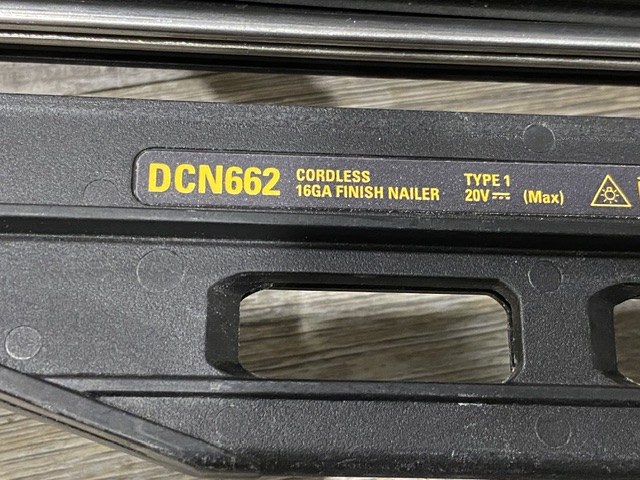 DCN662
CORDLESS
16GA FINISH NAILER
TYPE 1
20V⎓ (Max)